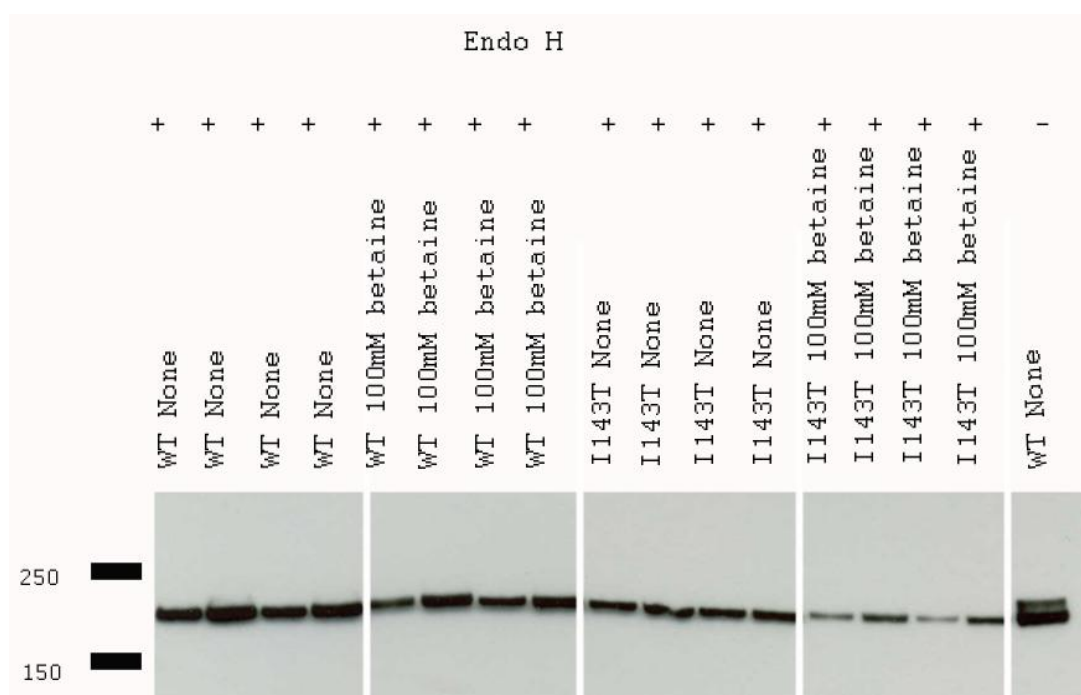 Endo H
+ + + + + + + + + + + + + + + + -
WT None
WT None
WT None
WT None
WT 100mM betaine
WT 100mM betaine
WT 100mM betaine
WT 100mM betaine
I143T None
I143T None
I143T None
I143T None
I143T 100mM betaine
I143T 100mM betaine
I143T 100mM betaine
I143T 100mM betaine
WT None
250
150